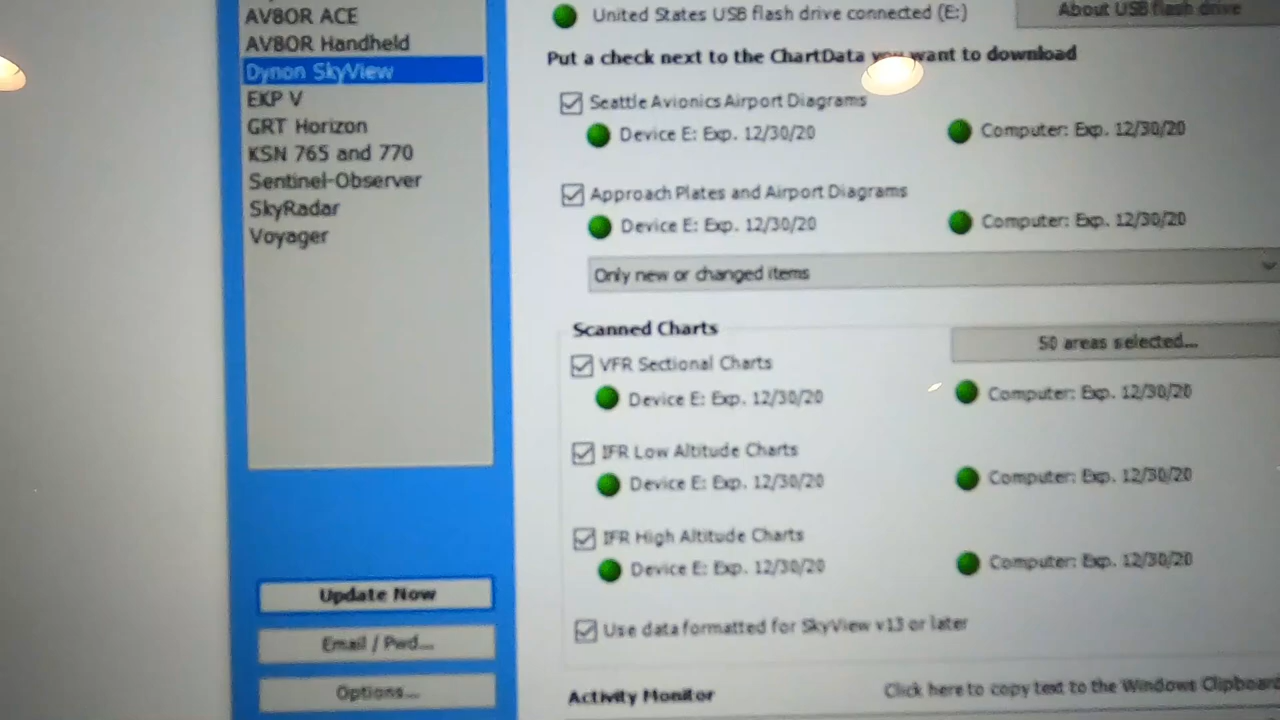 AV8OR ACE
AV8OR Handheld
Dynon SkyView
EKP V
GRT Horizon
KSN 765 and 770
Sentinel-Observer
SkyRadar
Voyager
Update Now
Email / Pwd...
Options...
United States USB flash drive connected (E:)
About USB flash drive
Put a check next to the ChartData you want to download
Seattle Avionics Airport Diagrams
Device E: Exp. 12/30/20
Computer: Exp. 12/30/20
Approach Plates and Airport Diagrams
Device E: Exp. 12/30/20
Computer: Exp. 12/30/20
Only new or changed items
Scanned Charts
50 areas selected...
VFR Sectional Charts
Device E: Exp. 12/30/20
Computer: Exp. 12/30/20
IFR Low Altitude Charts
Device E: Exp. 12/30/20
Computer: Exp. 12/30/20
IFR High Altitude Charts
Device E: Exp. 12/30/20
Computer: Exp. 12/30/20
Use data formatted for SkyView v13 or later
Activity Monitor
Click here to copy text to the Windows Clipboard